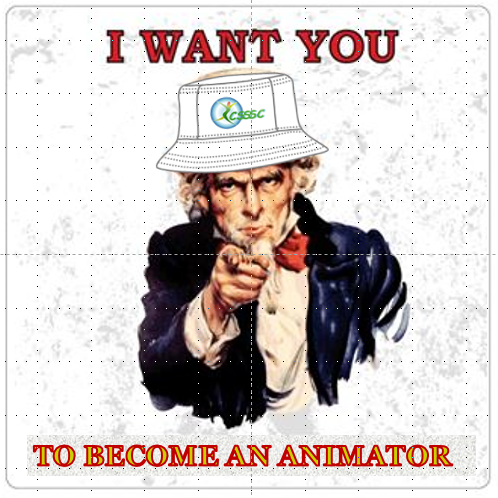 I WANT YOU
CSSSC
TO BECOME AN ANIMATOR